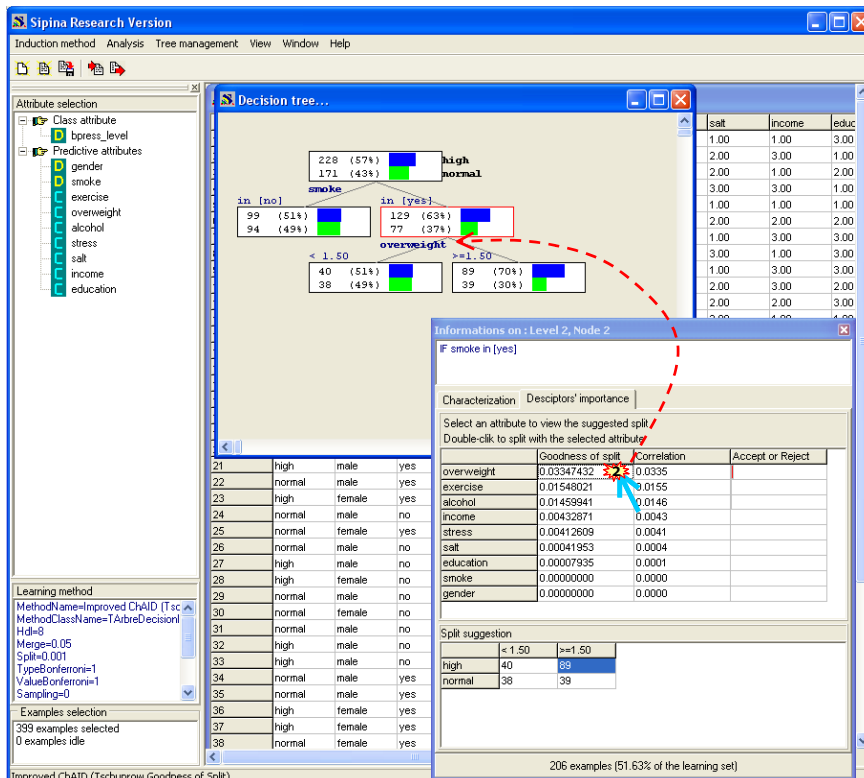 Sipina Research Version
Induction method Analysis Tree management View Window Help
Attribute selection
Class attribute
bpress_level
Predictive attributes
gender
smoke
exercise
overweight
alcohol
stress
salt
income
education
Learning method
MethodName=Improved ChAID (Tsc
MethodClassName=TArbreDecisionI
Hdl=8
Merge=0.05
Split=0.001
TypeBonferroni=1
ValueBonferroni=1
Sampling=0
Examples selection
399 examples selected
0 examples idle
Improved ChAID (Tschuprow Goodness of Split)
Decision tree...
228 (57%) high
171 (43%) normal
smoke
in [no] in [yes]
99 (51%) 129 (63%)
94 (49%) 77 (37%)
overweight
< 1.50 >=1.50
40 (51%) 89 (70%)
38 (49%) 39 (30%)
salt income educ
1.00 1.00 3.00
2.00 3.00 1.00
2.00 1.00 3.00
3.00 3.00 1.00
1.00 1.00 1.00
2.00 2.00 2.00
1.00 3.00 3.00
3.00 1.00 2.00
1.00 3.00 3.00
2.00 3.00 2.00
2.00 2.00 2.00
21 high male yes
22 normal male yes
23 high female yes
24 normal male no
25 normal female yes
26 normal male no
27 high male no
28 high female no
29 normal male no
30 normal female no
31 normal male no
32 high male no
33 high male no
34 normal male yes
35 normal male yes
36 high female yes
37 high male yes
38 normal female yes
Informations on : Level 2, Node 2
IF smoke in [yes]
Characterization Desciptors' importance
Select an attribute to view the suggested split
Double-clik to split with the selected attribute
Goodness of split Correlation Accept or Reject
overweight 0.03347432 2 0.0335
exercise 0.01548021 0.0155
alcohol 0.01459941 0.0146
income 0.00432871 0.0043
stress 0.00412609 0.0041
salt 0.00041953 0.0004
education 0.00007935 0.0001
smoke 0.00000000 0.0000
gender 0.00000000 0.0000
Split suggestion
< 1.50 >=1.50
high 40 89
normal 38 39
206 examples (51.63% of the learning set)